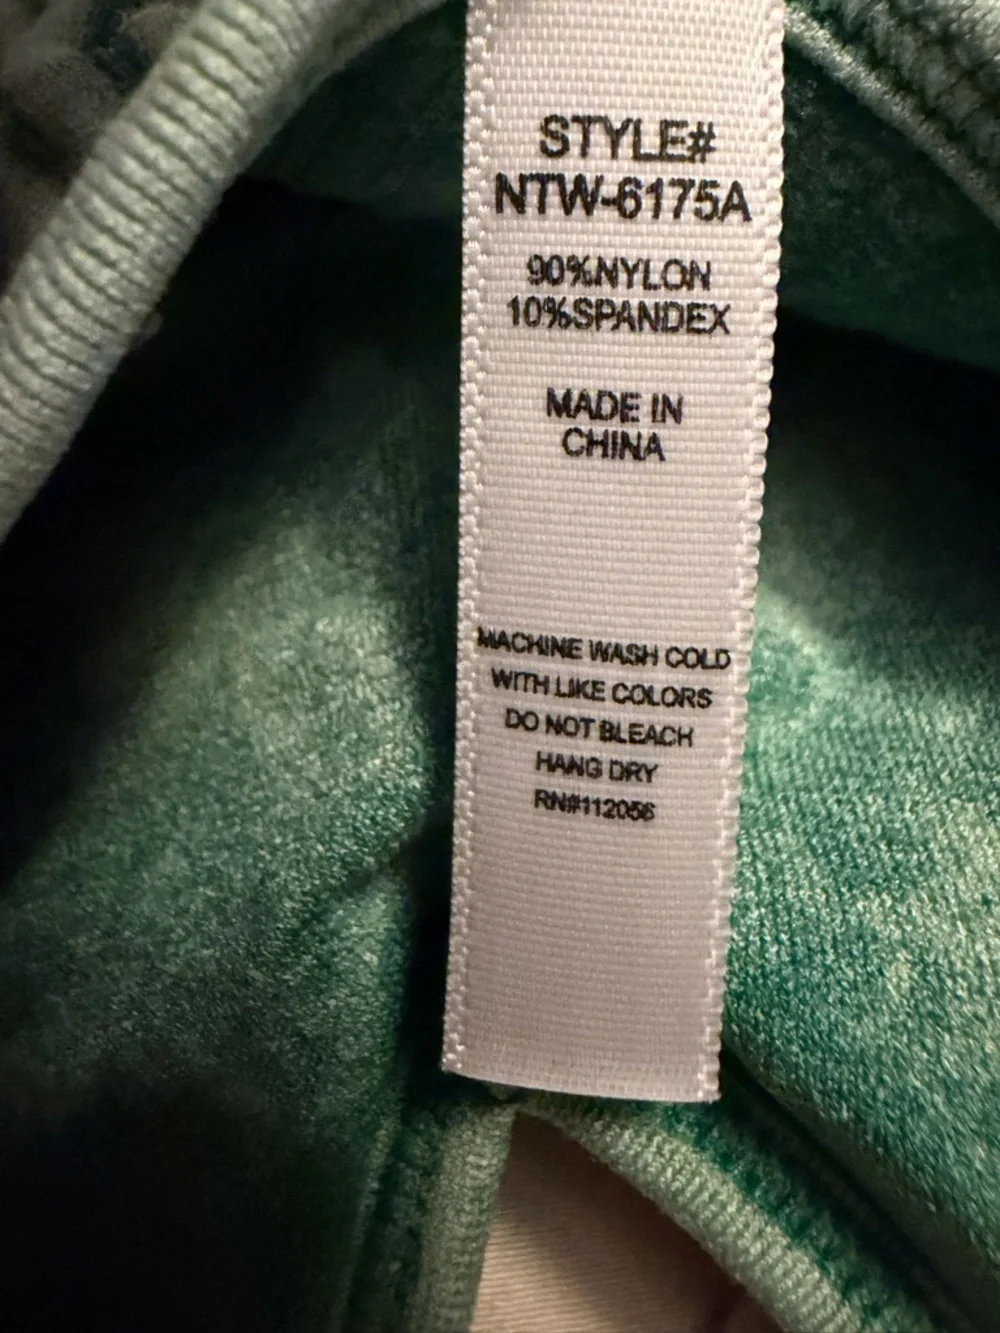 STYLE#
NTW-6175A
90%NYLON
10%SPANDEX
MADE IN
CHINA
MACHINE WASH COLD
WITH LIKE COLORS
DO NOT BLEACH
HANG DRY
RN#112056